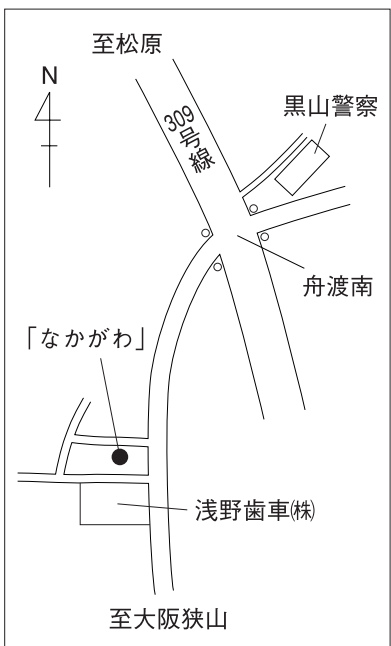 至松原
N
309号線
黒山警察
舟渡南
「なかがわ」
浅野歯車㈱
至大阪狭山